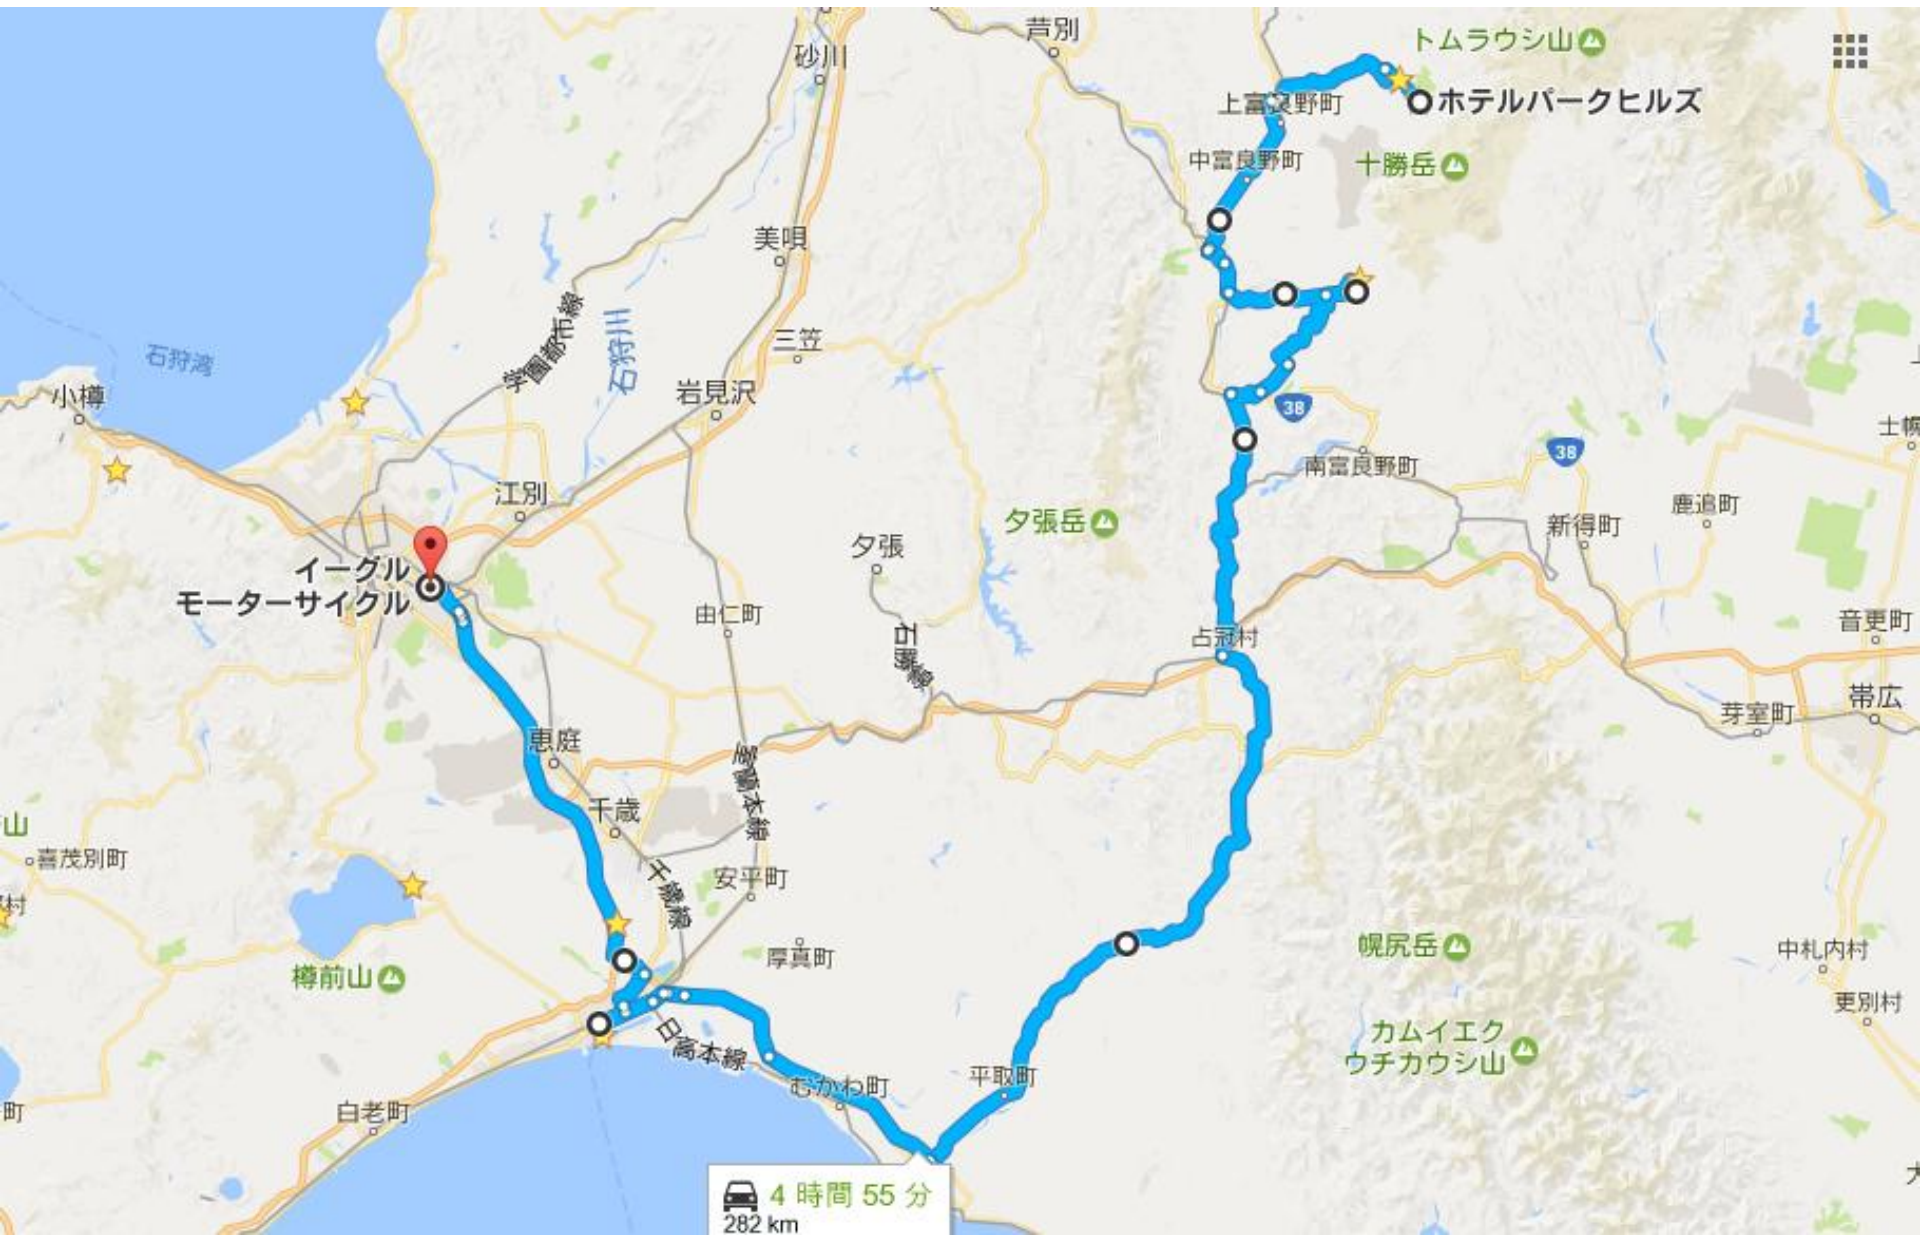 芦別
砂川
トムラウシ山
上富良野町
ホテルパークヒルズ
中富良野町
十勝岳
美唄
学園都市線
石狩川
石狩湾
三笠
小樽
岩見沢
38
38
士幌
南富良野町
江別
鹿追町
夕張岳
新得町
夕張
イーグル
モーターサイクル
由仁町
音更町
占冠村
石勝線
帯広
芽室町
恵庭
室蘭本線
千歳
山
喜茂別町
千歳線
安平町
村
幌尻岳
中札内村
厚真町
樽前山
更別村
日高本線
カムイエク
ウチカウシ山
平取町
むかわ町
白老町
町
4 時間 55 分
282 km